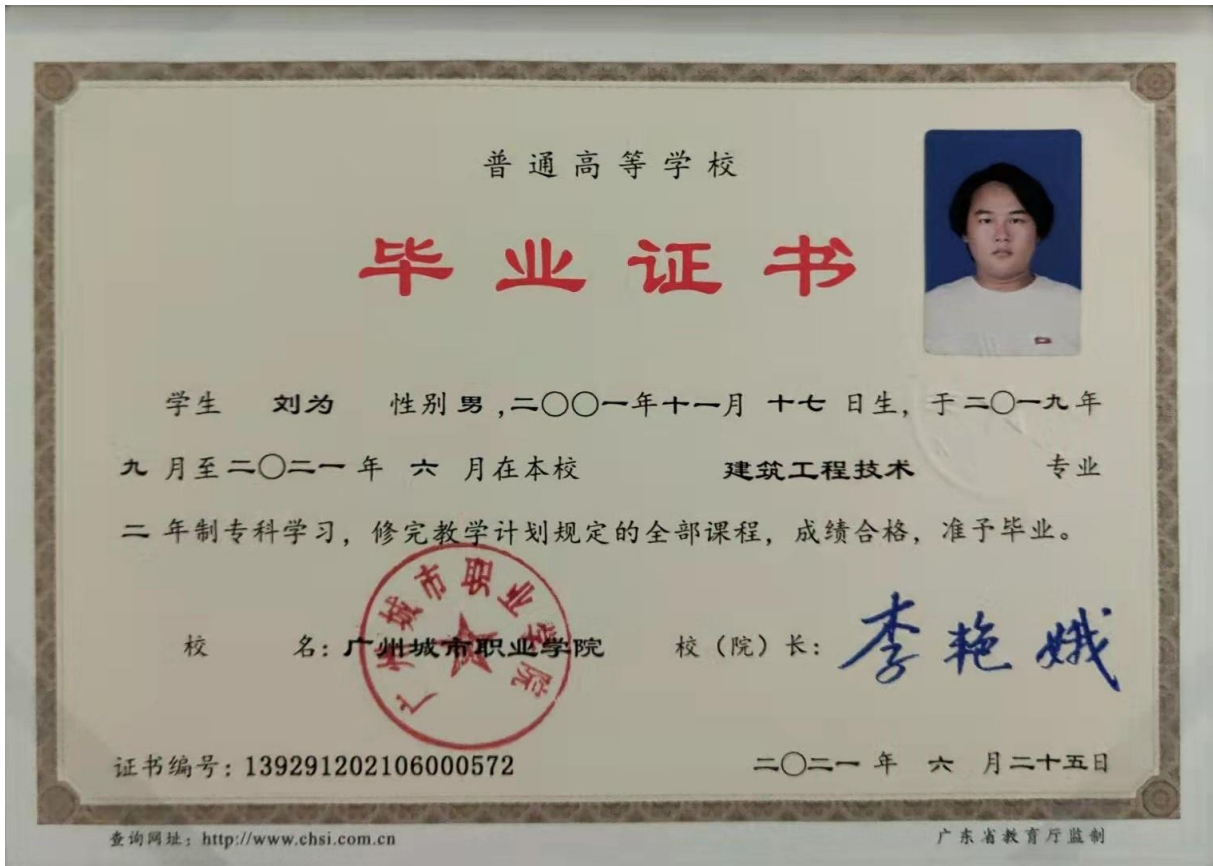 普通高等学校
毕业证书
学生 刘为 性别 男 ,二〇〇一年十一月 十七 日生, 于二〇一九年
九 月至二〇二一 年 六 月在本校 建筑工程技术 专业
二 年制专科学习, 修完教学计划规定的全部课程, 成绩合格, 准予毕业。
广州城市职业学院
校 名: 广州城市职业学院 校（院）长: 李艳娥
证书编号: 139291202106000572 二〇二一 年 六 月二十五日
查询网址: http://www.chsi.com.cn 广东省教育厅监制